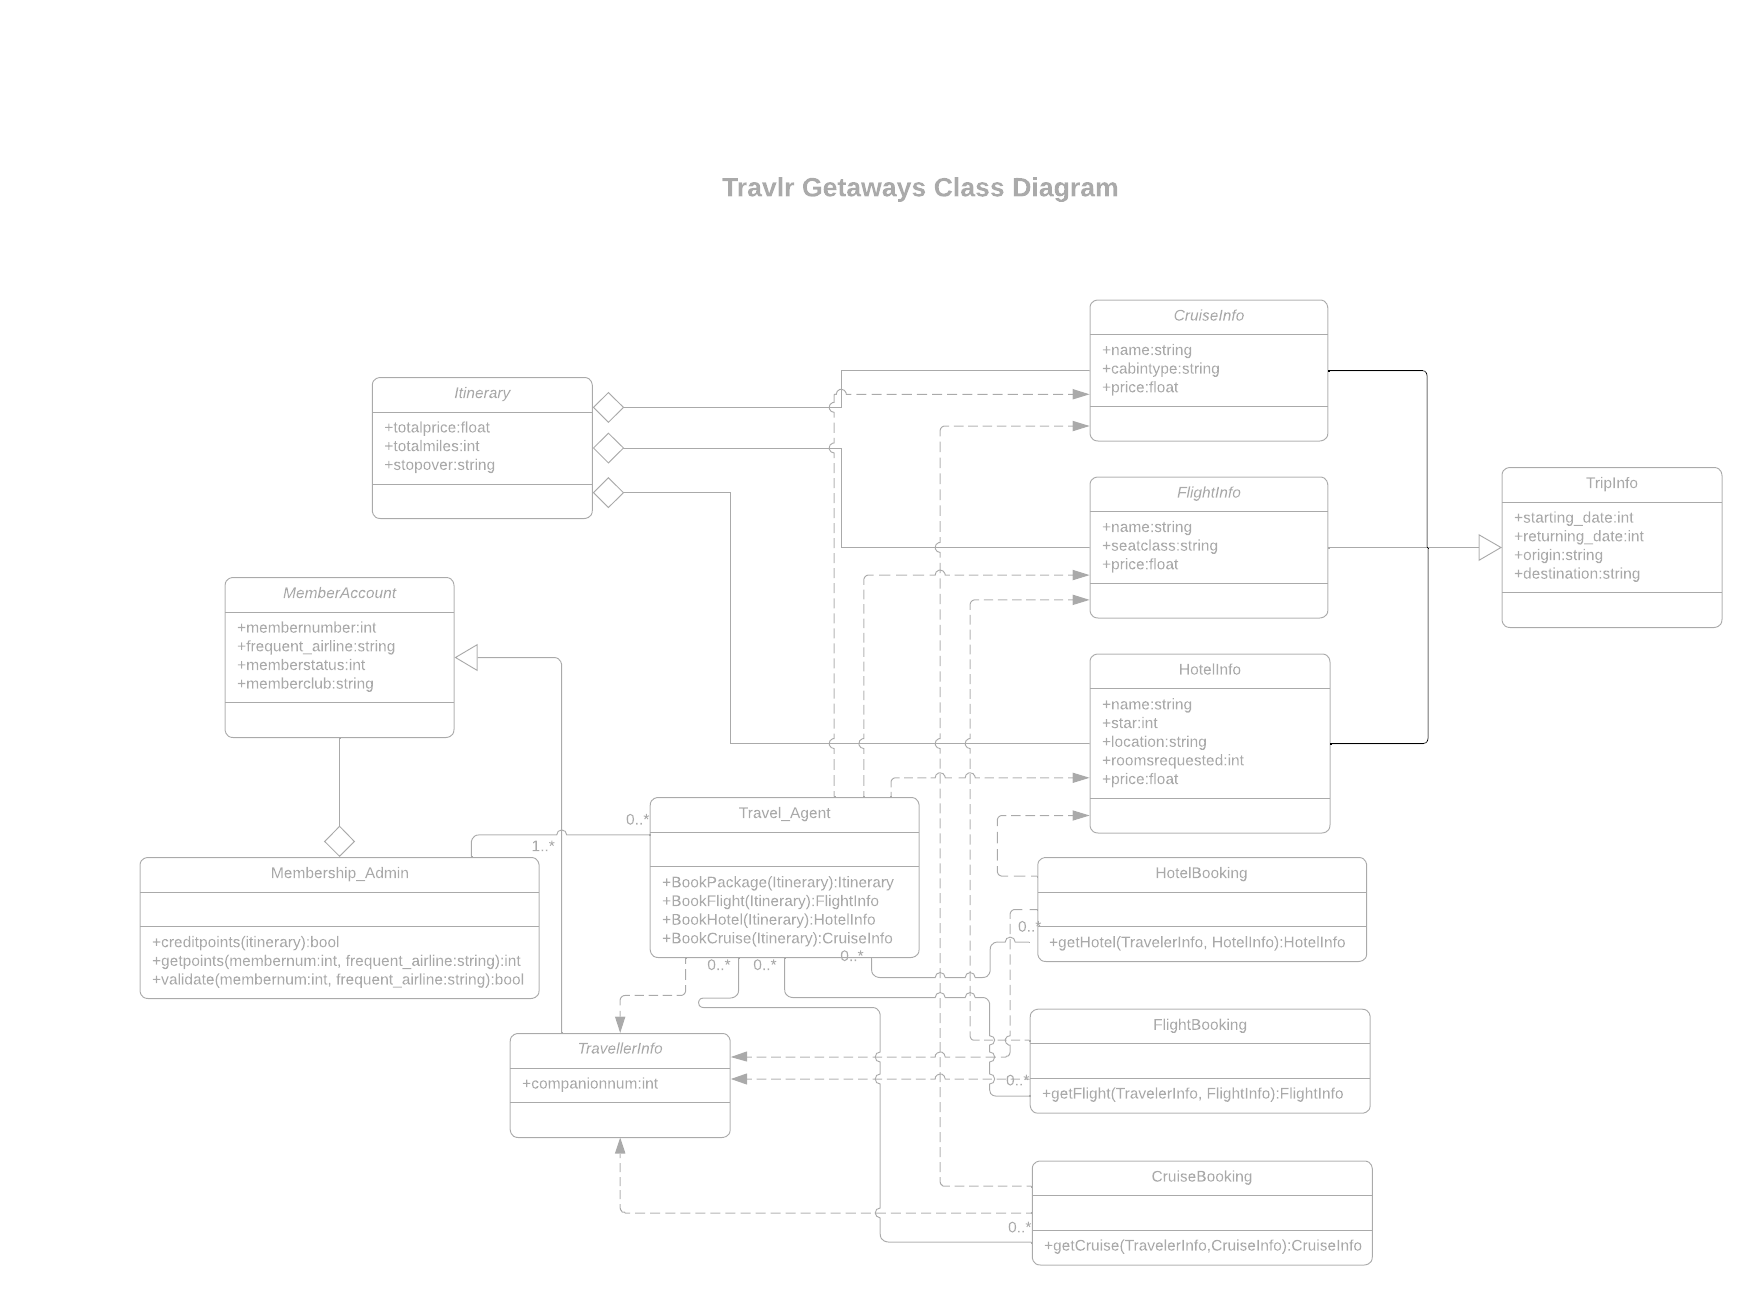 Travlr Getaways Class Diagram
CruiseInfo
+name:string
+cabintype:string
+price:float
Itinerary
+totalprice:float
+totalmiles:int
+stopover:string
FlightInfo
+name:string
+seatclass:string
+price:float
TripInfo
+starting_date:int
+returning_date:int
+origin:string
+destination:string
MemberAccount
+membernumber:int
+frequent_airline:string
+memberstatus:int
+memberclub:string
HotelInfo
+name:string
+star:int
+location:string
+roomsrequested:int
+price:float
0..*
1..*
Travel_Agent
+BookPackage(Itinerary):Itinerary
+BookFlight(Itinerary):FlightInfo
+BookHotel(Itinerary):HotelInfo
+BookCruise(Itinerary):CruiseInfo
0..*
0..*
0..*
Membership_Admin
+creditpoints(itinerary):bool
+getpoints(membernum:int, frequent_airline:string):int
+validate(membernum:int, frequent_airline:string):bool
HotelBooking
0..*
+getHotel(TravelerInfo, HotelInfo):HotelInfo
TravellerInfo
+companionnum:int
FlightBooking
0..*
+getFlight(TravelerInfo, FlightInfo):FlightInfo
CruiseBooking
0..*
+getCruise(TravelerInfo,CruiseInfo):CruiseInfo